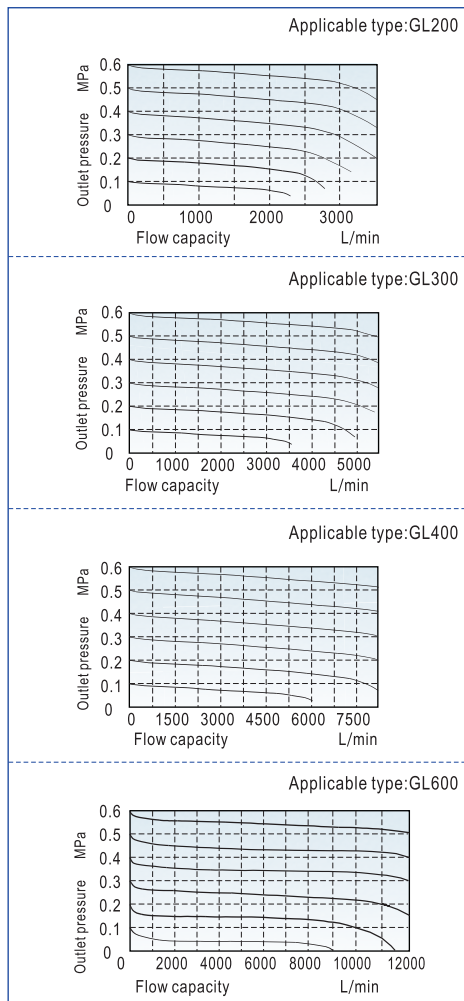 Applicable type:GL200
MPa
Outlet pressure
0.6
0.5
0.4
0.3
0.2
0.1
0
0 1000 2000 3000
Flow capacity L/min
Applicable type:GL300
MPa
Outlet pressure
0.6
0.5
0.4
0.3
0.2
0.1
0
0 1000 2000 3000 4000 5000
Flow capacity L/min
Applicable type:GL400
MPa
Outlet pressure
0.6
0.5
0.4
0.3
0.2
0.1
0
0 1500 3000 4500 6000 7500
Flow capacity L/min
Applicable type:GL600
MPa
Outlet pressure
0.6
0.5
0.4
0.3
0.2
0.1
0 2000 4000 6000 8000 10000 12000
Flow capacity L/min